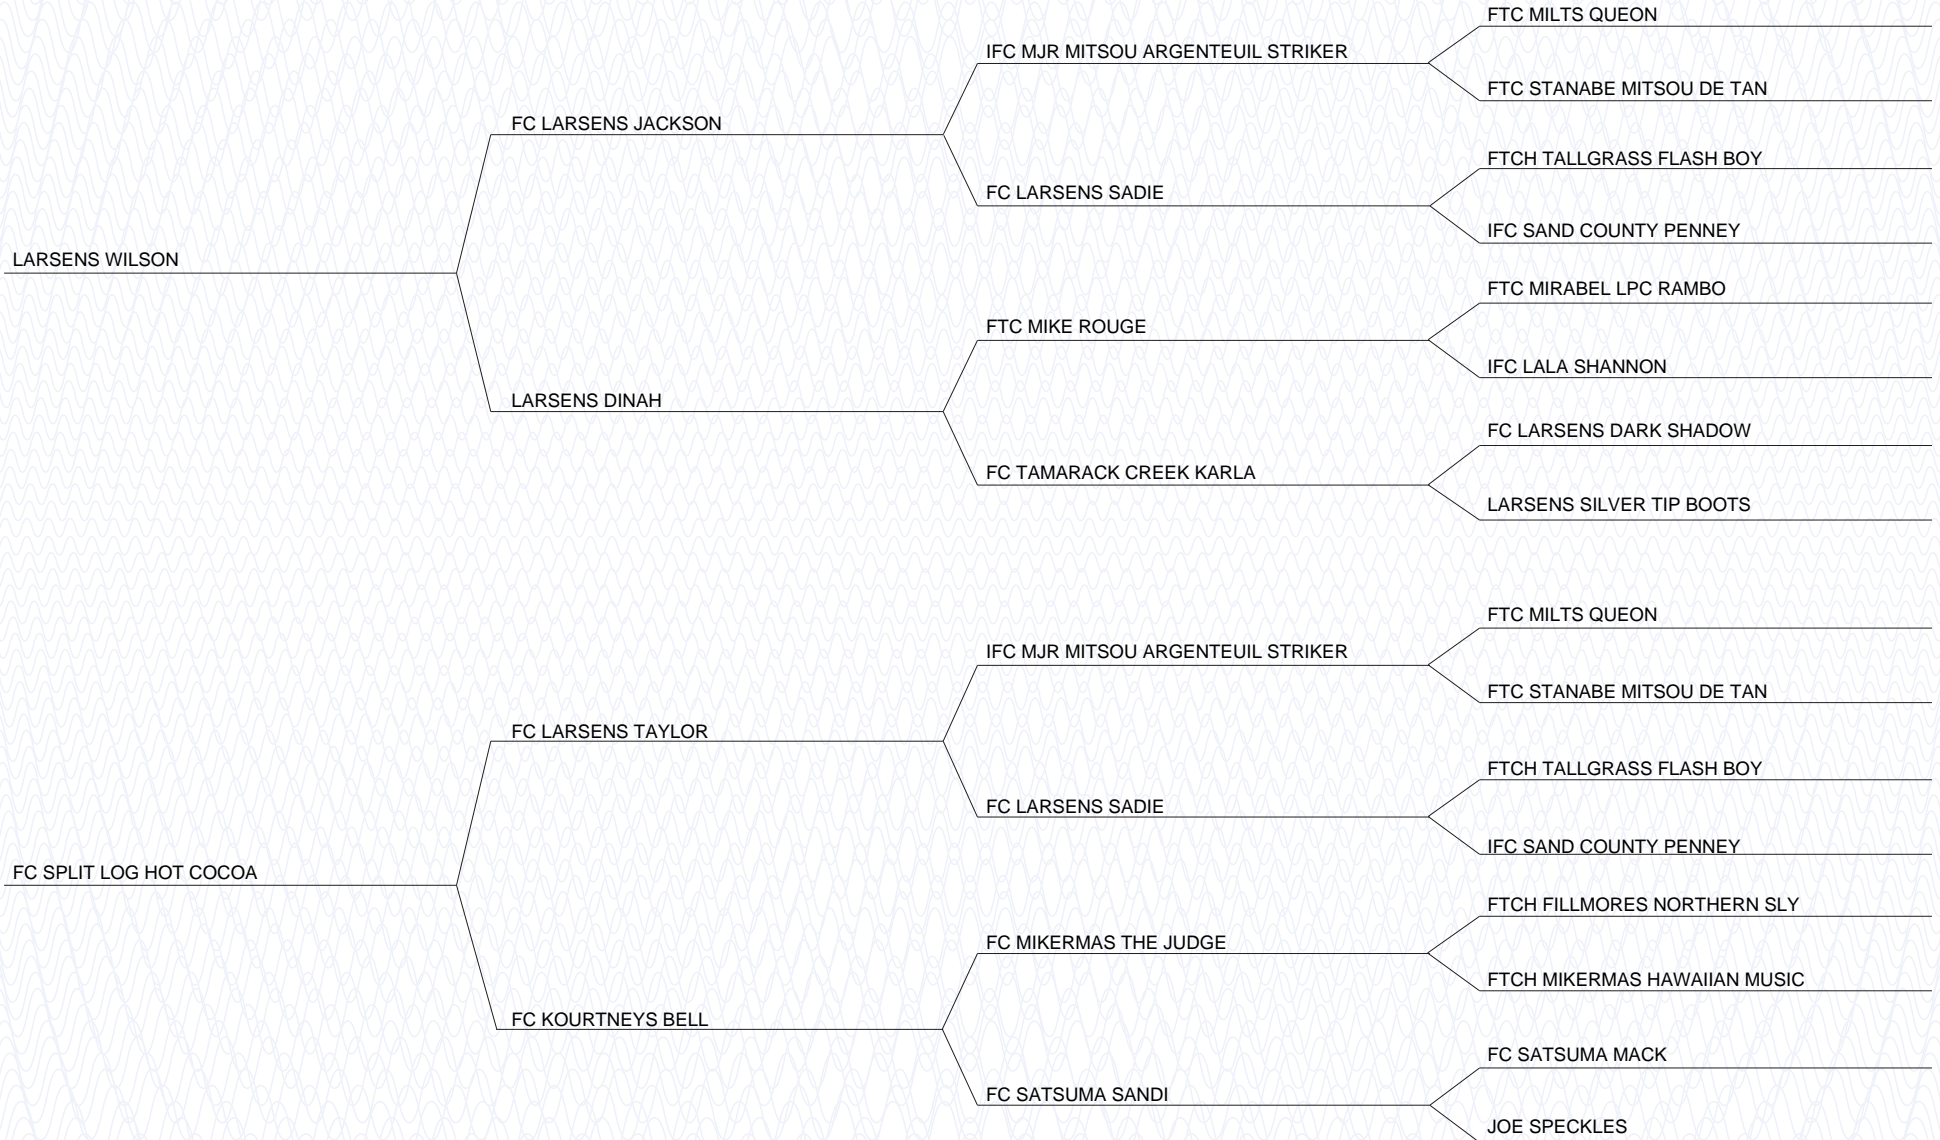 FTC MILTS QUEON
IFC MJR MITSOU ARGENTEUIL STRIKER
FTC STANABE MITSOU DE TAN
FC LARSENS JACKSON
FTCH TALLGRASS FLASH BOY
FC LARSENS SADIE
IFC SAND COUNTY PENNEY
LARSENS WILSON
FTC MIRABEL LPC RAMBO
FTC MIKE ROUGE
IFC LALA SHANNON
LARSENS DINAH
FC LARSENS DARK SHADOW
FC TAMARACK CREEK KARLA
LARSENS SILVER TIP BOOTS
FTC MILTS QUEON
IFC MJR MITSOU ARGENTEUIL STRIKER
FTC STANABE MITSOU DE TAN
FC LARSENS TAYLOR
FTCH TALLGRASS FLASH BOY
FC LARSENS SADIE
IFC SAND COUNTY PENNEY
FC SPLIT LOG HOT COCOA
FTCH FILLMORES NORTHERN SLY
FC MIKERMAS THE JUDGE
FTCH MIKERMAS HAWAIIAN MUSIC
FC KOURTNEYS BELL
FC SATSUMA MACK
FC SATSUMA SANDI
JOE SPECKLES